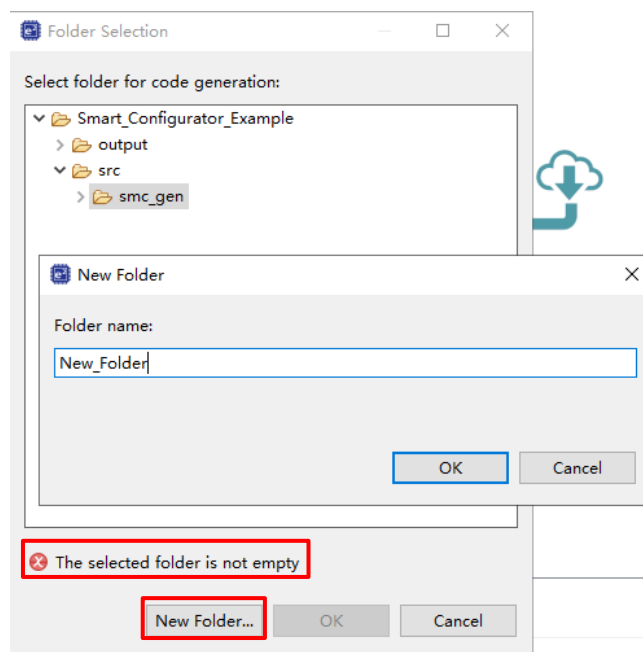 Folder Selection
Select folder for code generation:
Smart_Configurator_Example
output
src
smc_gen
New Folder
Folder name:
New_Folder
OK
Cancel
The selected folder is not empty
New Folder...
OK
Cancel